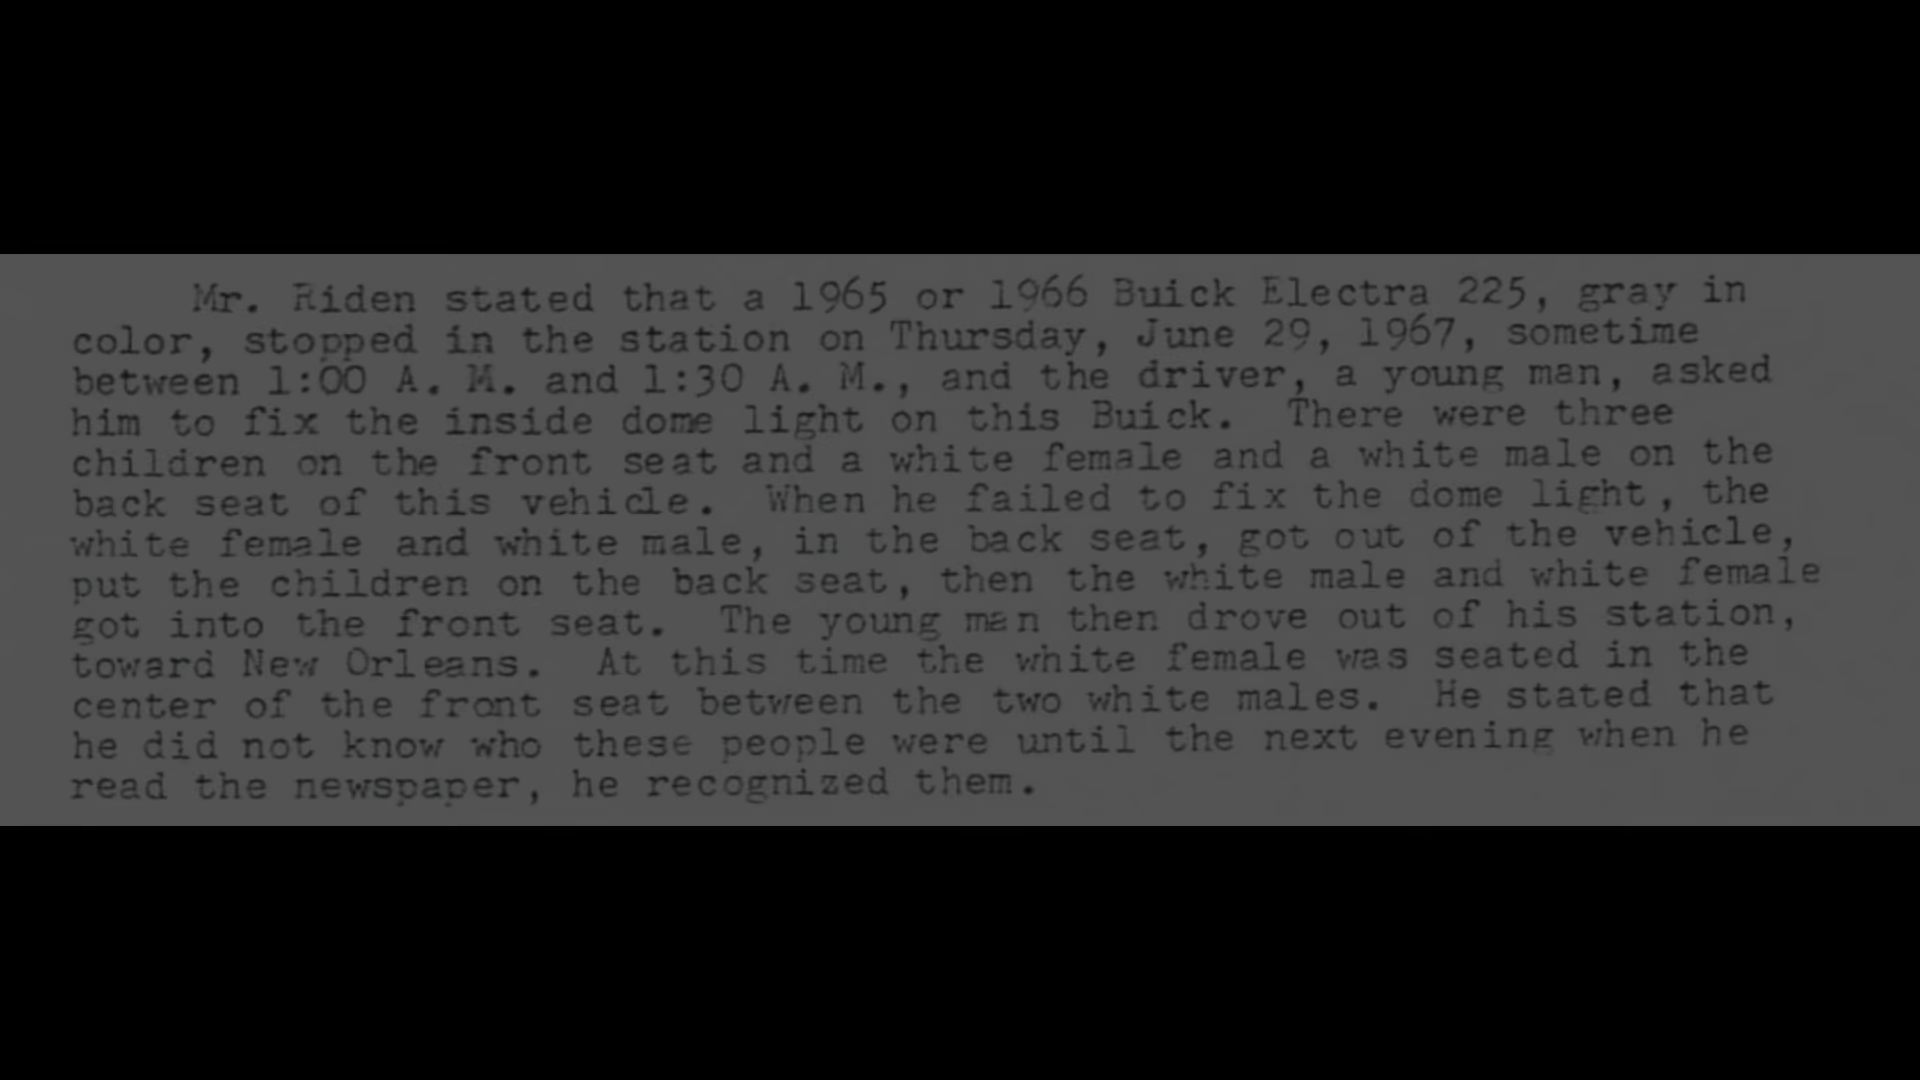 Mr. Riden stated that a 1965 or 1966 Buick Electra 225, gray in
color, stopped in the station on Thursday, June 29, 1967, sometime
between 1:00 A. M. and 1:30 A. M., and the driver, a young man, asked
him to fix the inside dome light on this Buick. There were three
children on the front seat and a white female and a white male on the
back seat of this vehicle. When he failed to fix the dome light, the
white female and white male, in the back seat, got out of the vehicle,
put the children on the back seat, then the white male and white female
got into the front seat. The young man then drove out of his station,
toward New Orleans. At this time the white female was seated in the
center of the front seat between the two white males. He stated that
he did not know who these people were until the next evening when he
read the newspaper, he recognized them.